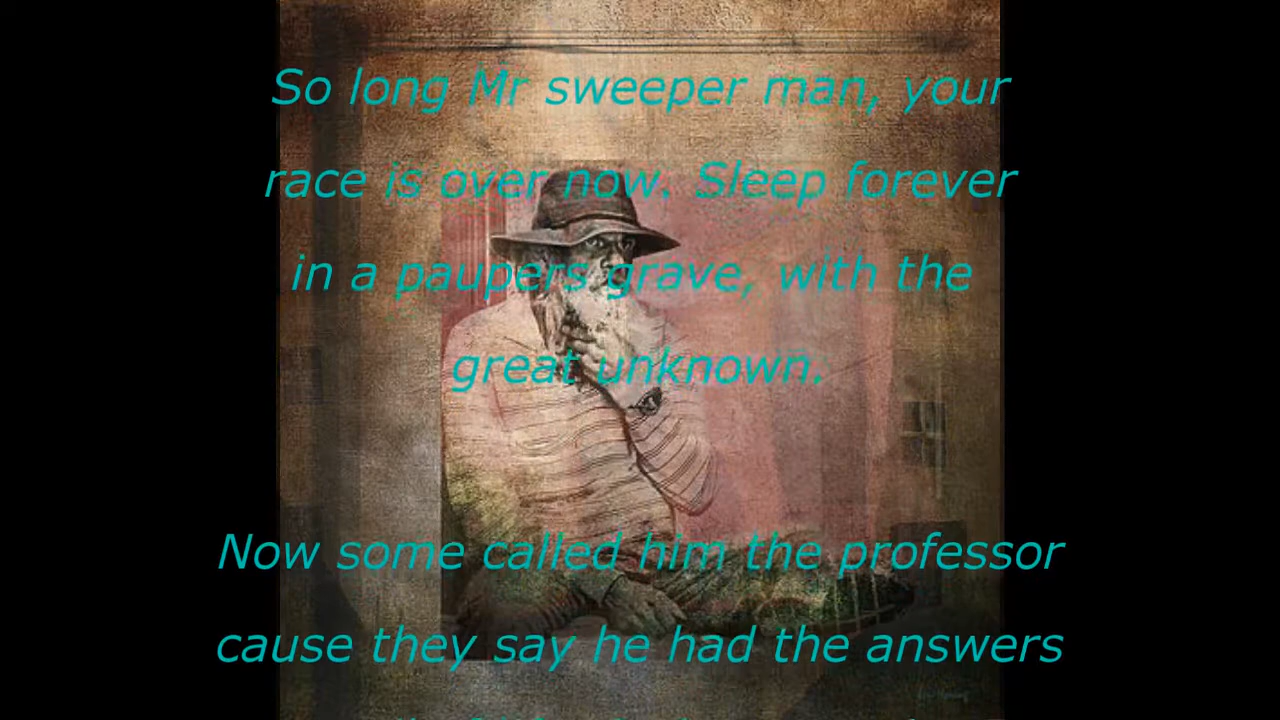 So long Mr sweeper man, your
race is over now. Sleep forever
in a paupers grave, with the
great unknown.
Now some called him the professor
cause they say he had the answers